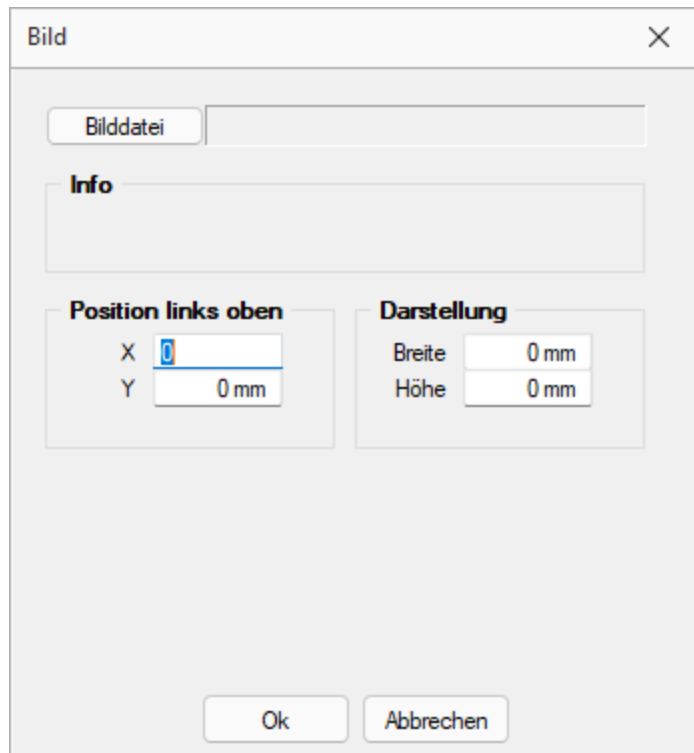 Bild
Bilddatei
Info
Position links oben
X 0
Y 0 mm
Darstellung
Breite 0 mm
Höhe 0 mm
Ok Abbrechen